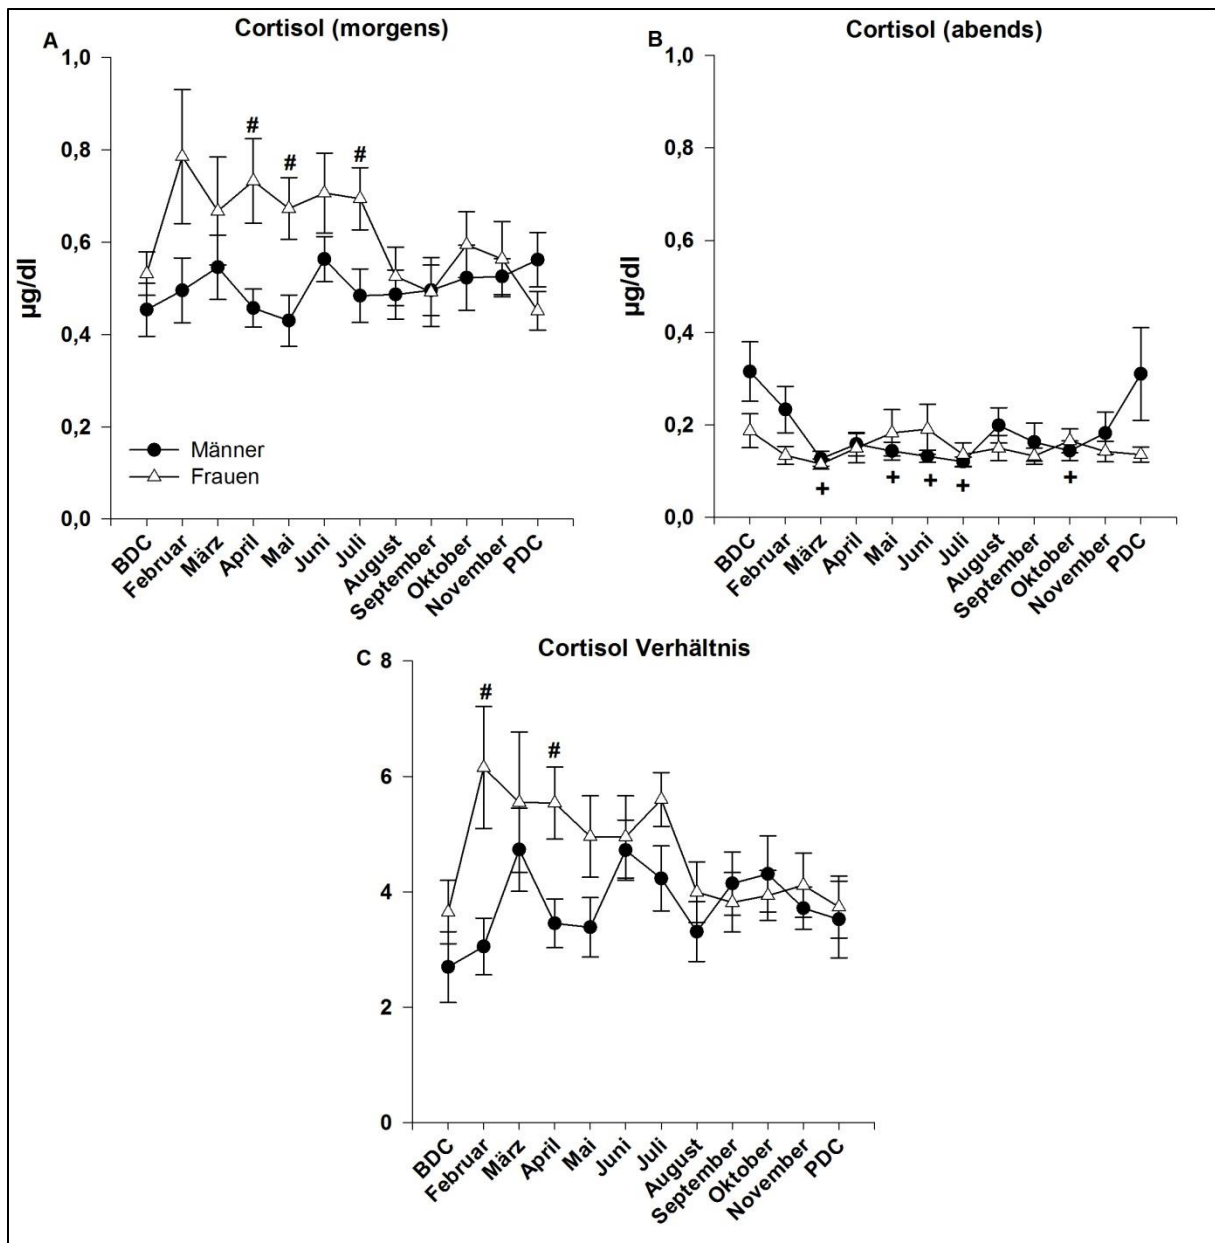 A
Cortisol (morgens)
1,0
0,8
0,6
0,4
0,2
0,0
µg/dl
#
#
#
Männer
Frauen
BDC
Februar
März
April
Mai
Juni
Juli
August
September
Oktober
November
PDC
B
Cortisol (abends)
1,0
0,8
0,6
0,4
0,2
0,0
µg/dl
+
+
+
+
+
BDC
Februar
März
April
Mai
Juni
Juli
August
September
Oktober
November
PDC
C
Cortisol Verhältnis
8
6
4
2
0
#
#
BDC
Februar
März
April
Mai
Juni
Juli
August
September
Oktober
November
PDC